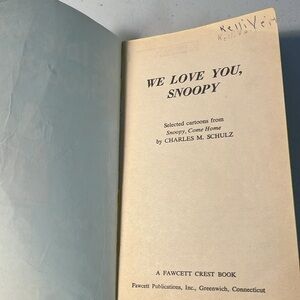 WE LOVE YOU,
SNOOPY
Selected cartoons from
Snoopy, Come Home
by CHARLES M. SCHULZ
A FAWCETT CREST BOOK
Fawcett Publications, Inc., Greenwich, Connecticut